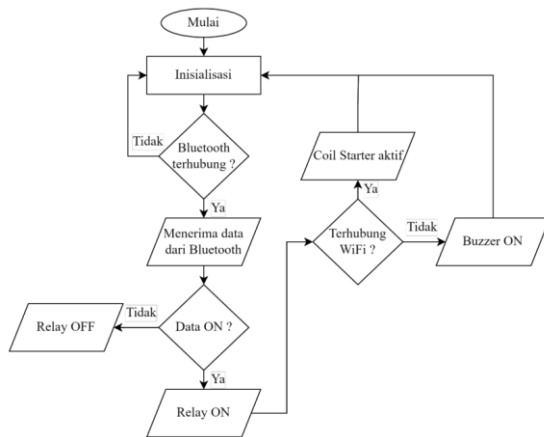 Mulai
Inisialisasi
Tidak
Bluetooth
terhubung ?
Ya
Menerima data
dari Bluetooth
Tidak
Data ON ?
Relay OFF
Ya
Relay ON
Coil Starter aktif
Ya
Terhubung
WiFi ?
Tidak
Buzzer ON